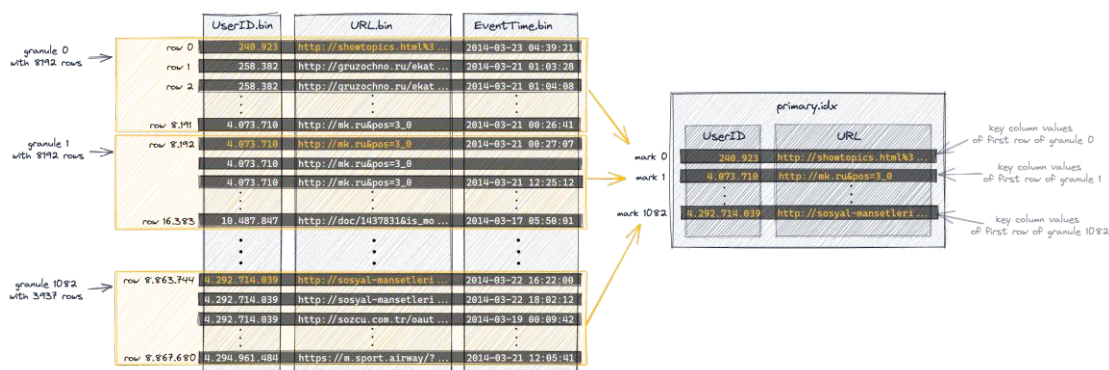 UserID.bin URL.bin EventTime.bin
granule 0
with 8192 rows
row 0 240.923 http://showtopics.html%3... 2014-03-23 04:39:21
row 1 258.382 http://gruzochno.ru/ekat... 2014-03-21 01:03:28
row 2 258.382 http://gruzochno.ru/ekat... 2014-03-21 01:04:08
row 8.191 4.073.710 http://mk.ru&pos=3_0 2014-03-21 00:26:41
granule 1
with 8192 rows
row 8.192 4.073.710 http://mk.ru&pos=3_0 2014-03-21 00:27:07
4.073.710 http://mk.ru&pos=3_0
4.073.710 http://mk.ru&pos=3_0 2014-03-21 12:25:12
row 16.383 10.487.847 http://doc/1437831&is_mo... 2014-03-17 05:50:01
granule 1082
with 3937 rows
row 8.863.744 4.292.714.039 http://sosyal-mansetleri... 2014-03-22 16:22:00
4.292.714.039 http://sosyal-mansetleri... 2014-03-22 18:02:12
4.292.714.039 http://sozcu.com.tr/oaut... 2014-03-19 00:09:42
row 8.867.680 4.294.961.484 https://m.sport.airway/?... 2014-03-21 12:05:41
primary.idx
UserID URL
mark 0 240.923 http://showtopics.html%3...
mark 1 4.073.710 http://mk.ru&pos=3_0
mark 1082 4.292.714.039 http://sosyal-mansetleri...
key column values
of first row of granule 0
key column values
of first row of granule 1
key column values
of first row of granule 1082